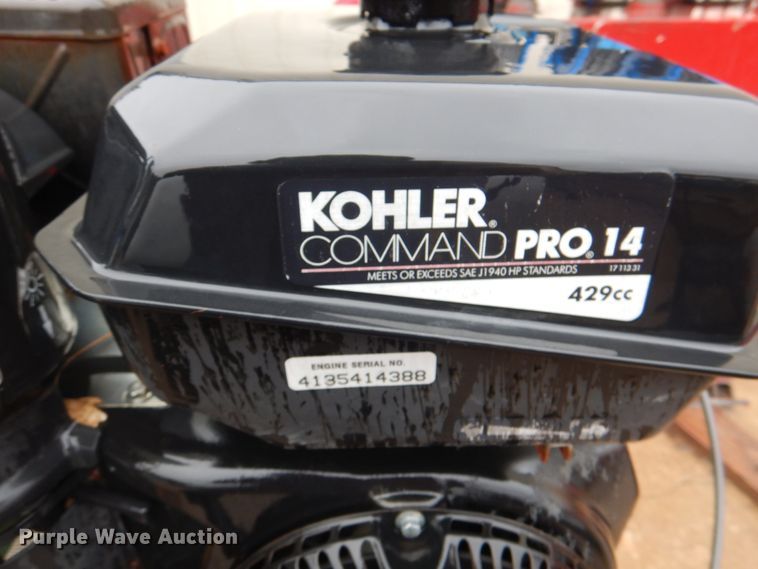 KOHLER®
COMMAND PRO® 14
MEETS OR EXCEEDS SAE J1940 HP STANDARDS 17 113 31
429cc
ENGINE SERIAL NO.
4135414388
Purple Wave Auction®